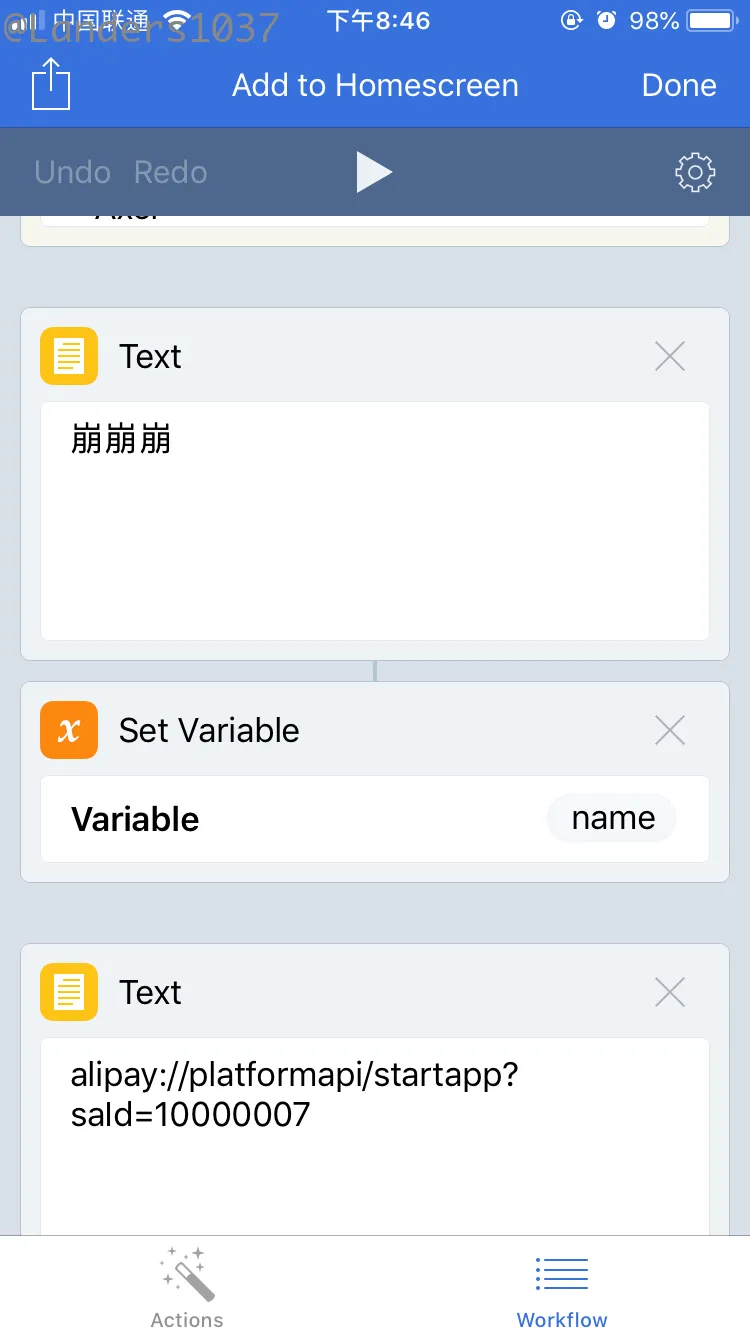 中国联通 下午8:46 98%
@Landers1037
Add to Homescreen Done
Undo Redo
Text
崩崩崩
Set Variable
Variable name
Text
alipay://platformapi/startapp?
saId=10000007
Actions Workflow